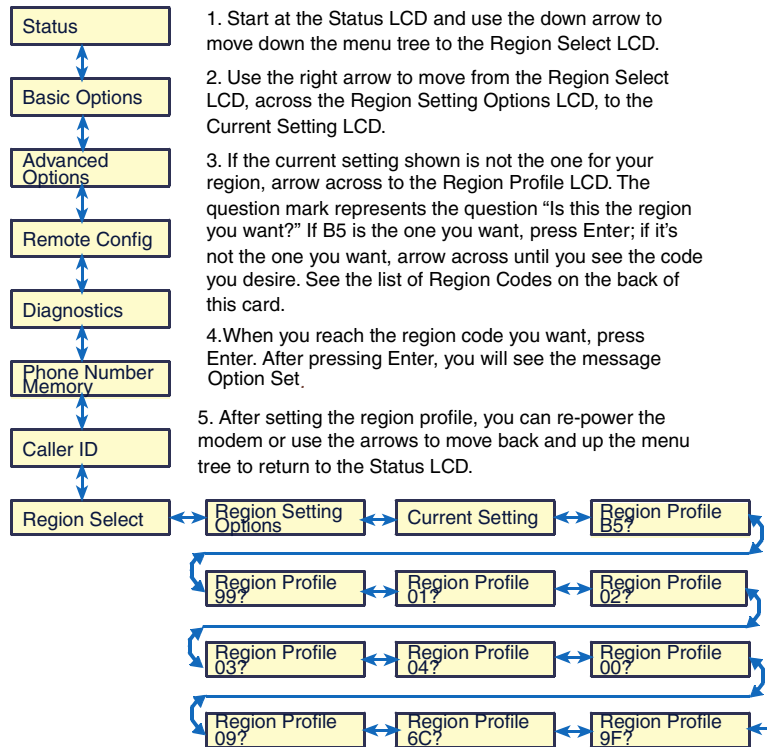 Status
Basic Options
Advanced
Options
Remote Config
Diagnostics
Phone Number
Memory
Caller ID
1. Start at the Status LCD and use the down arrow to
move down the menu tree to the Region Select LCD.
2. Use the right arrow to move from the Region Select
LCD, across the Region Setting Options LCD, to the
Current Setting LCD.
3. If the current setting shown is not the one for your
region, arrow across to the Region Profile LCD. The
question mark represents the question “Is this the region
you want?” If B5 is the one you want, press Enter; if it’s
not the one you want, arrow across until you see the code
you desire. See the list of Region Codes on the back of
this card.
4.When you reach the region code you want, press
Enter. After pressing Enter, you will see the message
Option Set.
5. After setting the region profile, you can re-power the
modem or use the arrows to move back and up the menu
tree to return to the Status LCD.
Region Select
Region Setting
Options
Current Setting
Region Profile
B5?
Region Profile
99?
Region Profile
01?
Region Profile
02?
Region Profile
03?
Region Profile
04?
Region Profile
00?
Region Profile
09?
Region Profile
6C?
Region Profile
9F?